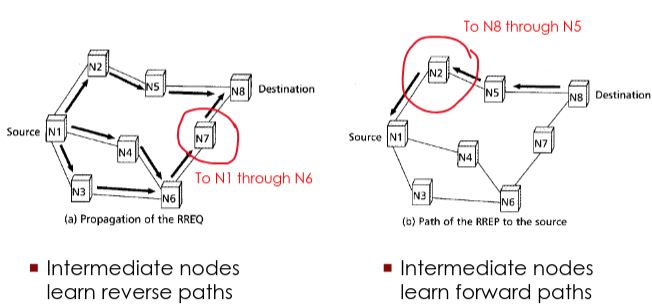 To N8 through N5
N2
N5
N8 Destination
Source N1
N4
N7
To N1 through N6
N3
N6
(a) Propagation of the RREQ
N2
N5
N8 Destination
Source N1
N7
N4
N3
N6
(b) Path of the RREP to the source
Intermediate nodes
learn reverse paths
Intermediate nodes
learn forward paths